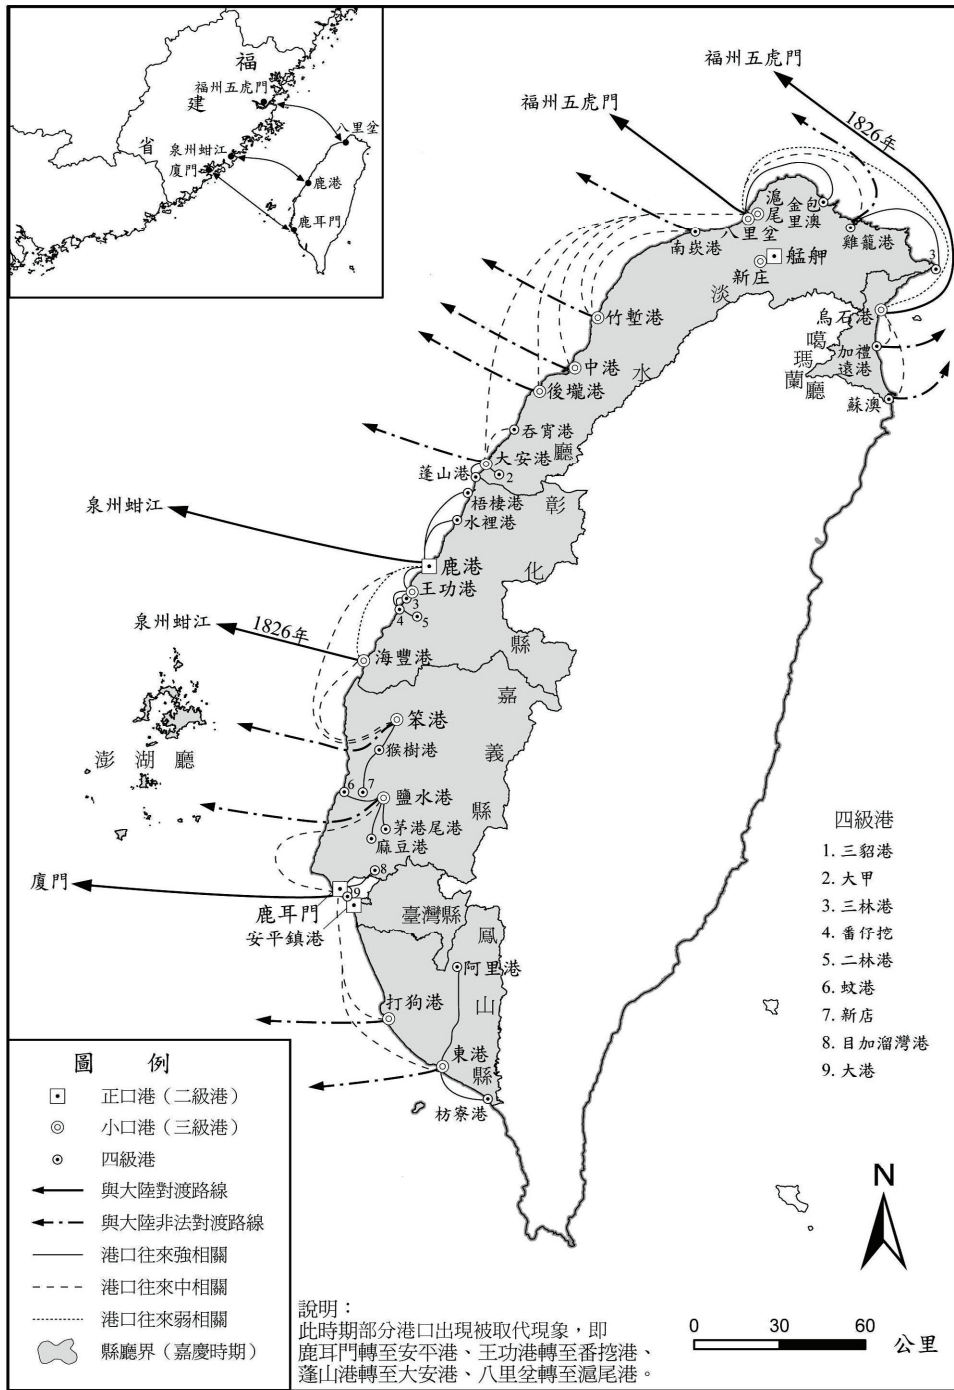 福
建
省
福州五虎門
泉州蚶江
廈門
八里坌
鹿港
鹿耳門
福州五虎門
福州五虎門
1826年
滬尾
金包里澳
八里坌
雞籠港
南崁港
艋舺
新庄
3
烏石港
加禮遠港
蘇澳
噶瑪蘭廳
淡水廳
竹塹港
中港
後壠港
吞宵港
大安港
蓬山港
2
梧棲港
水裡港
彰化縣
泉州蚶江
鹿港
王功港
3
4
5
泉州蚶江
1826年
海豐港
嘉義縣
笨港
猴樹港
6
7
鹽水港
茅港尾港
麻豆港
8
9
澎湖廳
廈門
鹿耳門
安平鎮港
臺灣縣
鳳山縣
阿里港
打狗港
東港
枋寮港
四級港
1. 三貂港
2. 大甲
3. 三林港
4. 番仔挖
5. 二林港
6. 蚊港
7. 新店
8. 目加溜灣港
9. 大港
圖 例
正口港（二級港）
小口港（三級港）
四級港
與大陸對渡路線
與大陸非法對渡路線
港口往來強相關
港口往來中相關
港口往來弱相關
縣廳界（嘉慶時期）
說明：
此時期部分港口出現被取代現象，即
鹿耳門轉至安平港、王功港轉至番挖港、
蓬山港轉至大安港、八里坌轉至滬尾港。
N
0 30 60 公里